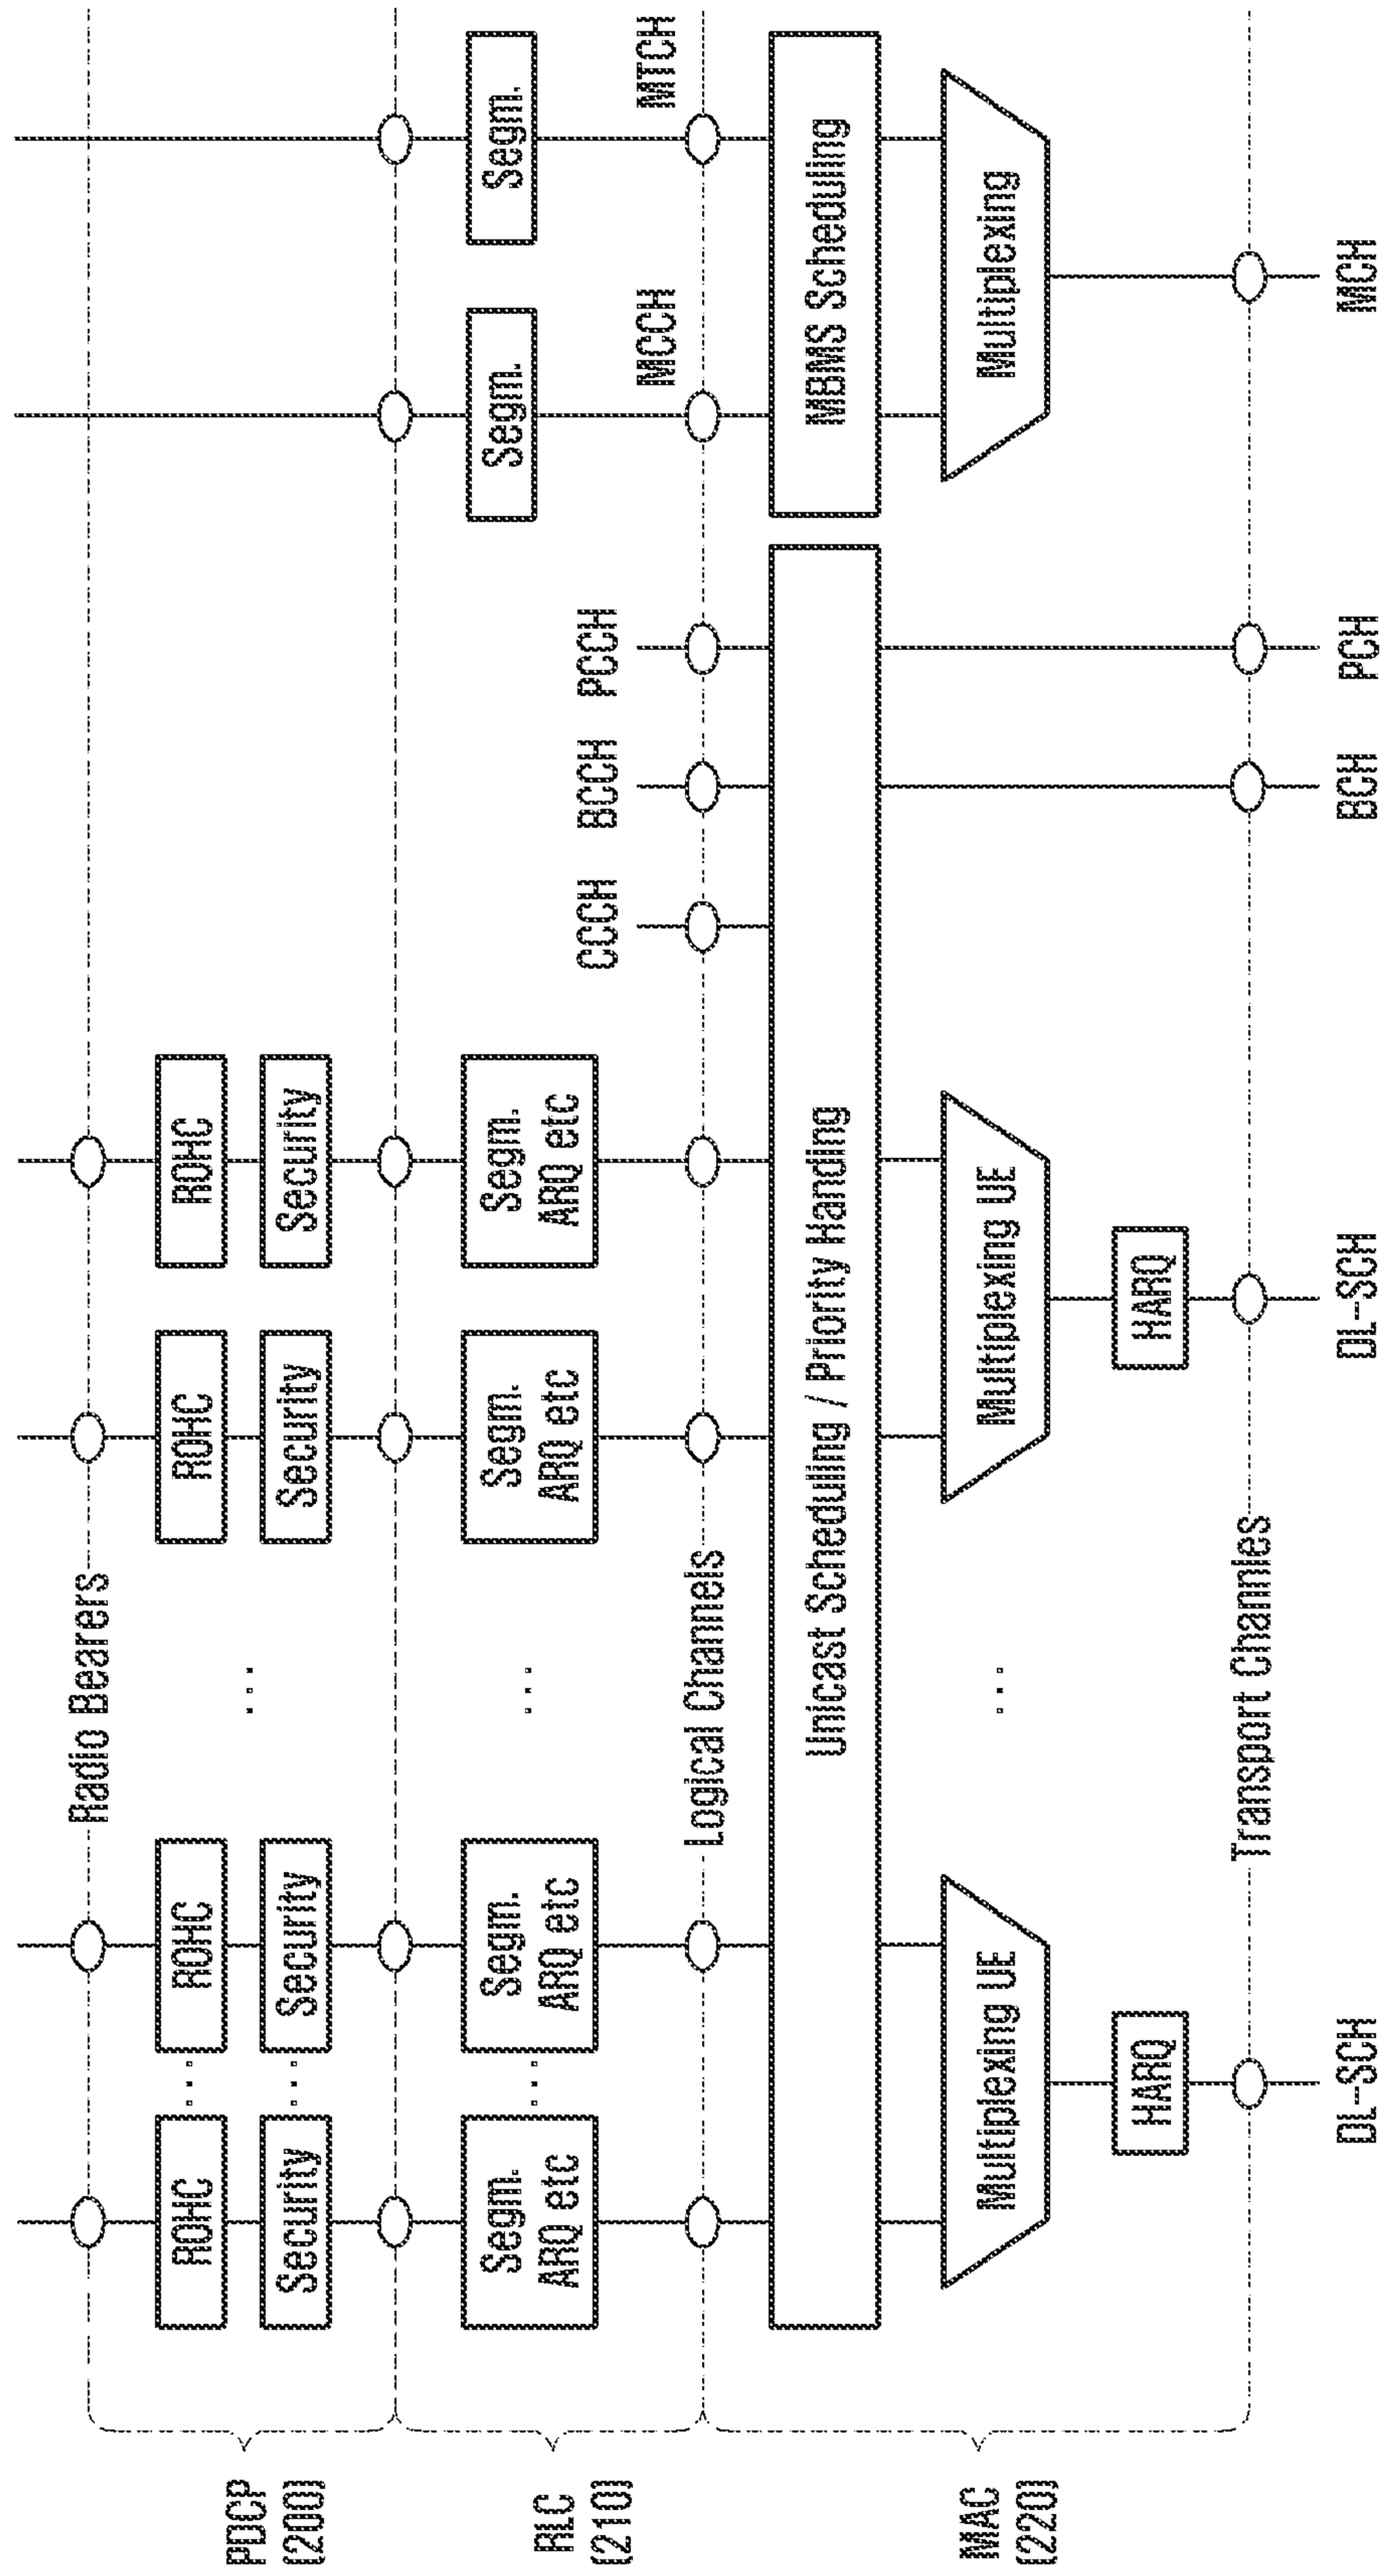 Radio Bearers
PDCP
(200)
ROHC
...
ROHC
...
ROHC
ROHC
Security
...
Security
Security
Security
RLC
(210)
Segm.
ARQ etc
...
Segm.
ARQ etc
...
Segm.
ARQ etc
Segm.
ARQ etc
Segm.
Segm.
CCCH
BCCH
PCCH
MCCH
MTCH
Logical Channels
MAC
(220)
Unicast Scheduling / Priority Handing
MBMS Scheduling
Multiplexing UE
...
Multiplexing UE
Multiplexing
HARQ
HARQ
Transport Channles
DL-SCH
DL-SCH
BCH
PCH
MCH